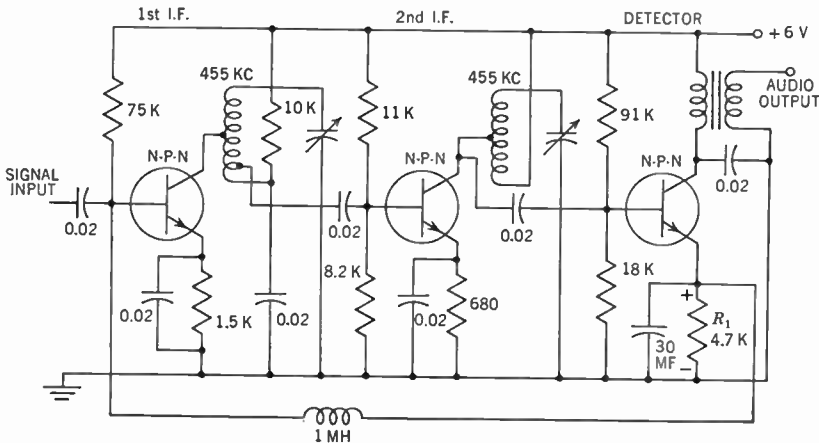 1st I.F.
2nd I.F.
DETECTOR
+6 V
455 KC
455 KC
AUDIO
OUTPUT
75 K
10 K
11 K
91 K
N-P-N
N-P-N
N-P-N
SIGNAL
INPUT
0.02
0.02
0.02
0.02
8.2 K
18 K
0.02
1.5 K
0.02
0.02
680
+
R₁
4.7 K
30
MF
−
1 MH